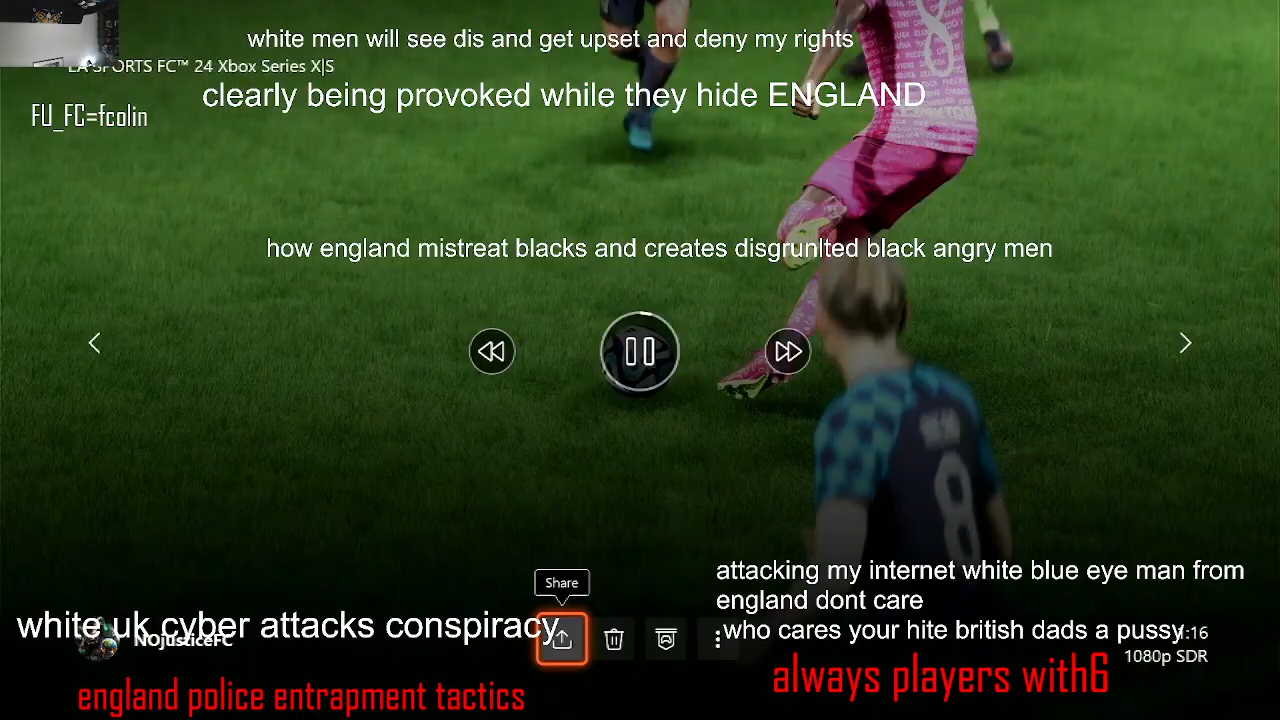 white men will see dis and get upset and deny my rights
EA SPORTS FC™ 24 Xbox Series X|S
clearly being provoked while they hide ENGLAND
FU_FC=fcolin
8
how england mistreat blacks and creates disgrunlted black angry men
8
Share
attacking my internet white blue eye man from
england dont care
white uk cyber attacks conspiracy
NOjusticeFC
who cares your hite british dads a pussy
:16
1080p SDR
always players with6
england police entrapment tactics